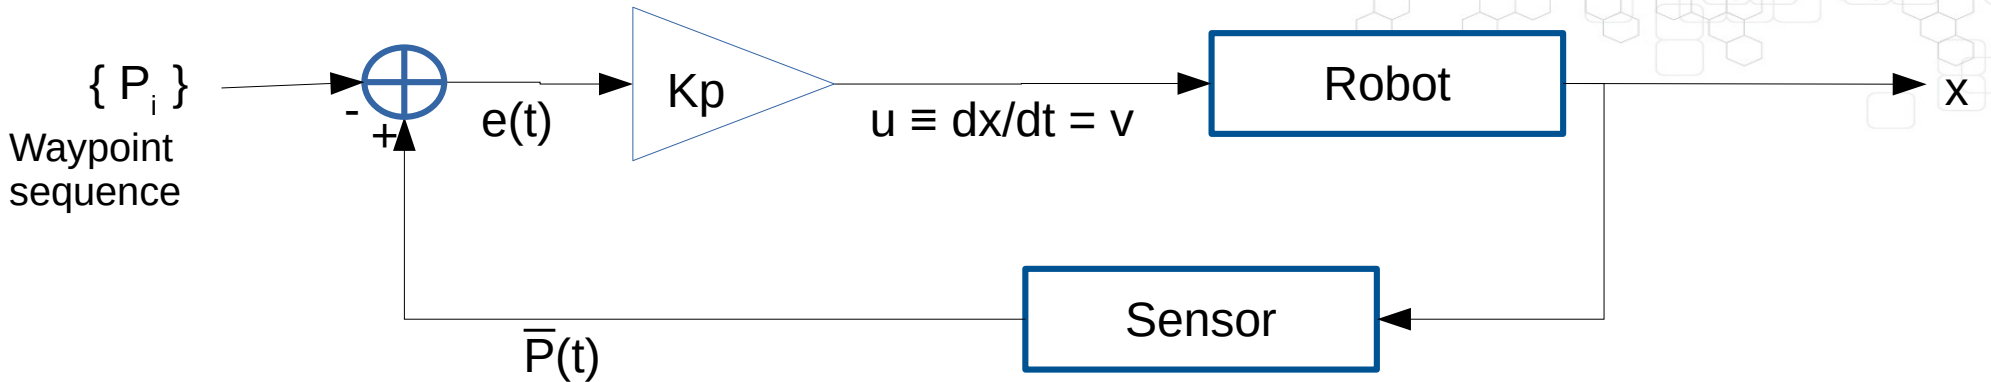 { Pᵢ }
Waypoint
sequence
-
+
e(t)
Kp
u ≡ dx/dt = v
Robot
x
Sensor
P̅(t)